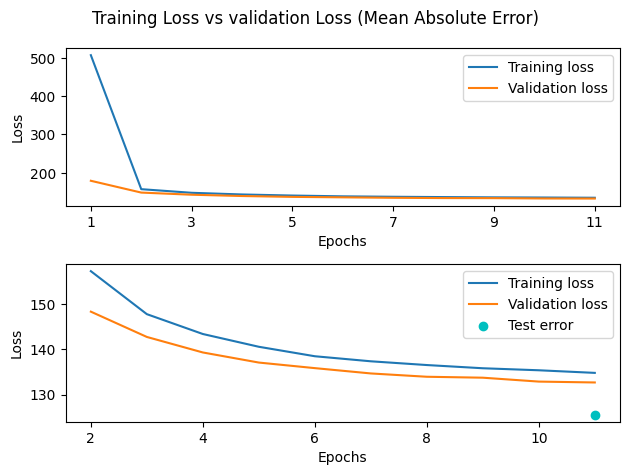 Training Loss vs validation Loss (Mean Absolute Error)
500
400
300
200
Loss
Training loss
Validation loss
1 3 5 7 9 11
Epochs
150
140
130
Loss
Training loss
Validation loss
Test error
2 4 6 8 10
Epochs